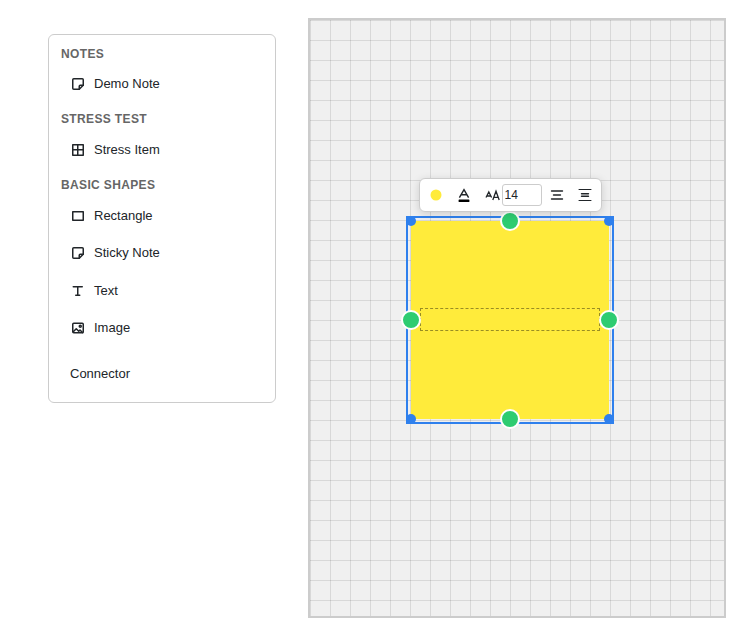 NOTES
Demo Note
STRESS TEST
Stress Item
BASIC SHAPES
Rectangle
Sticky Note
Text
Image
Connector
14